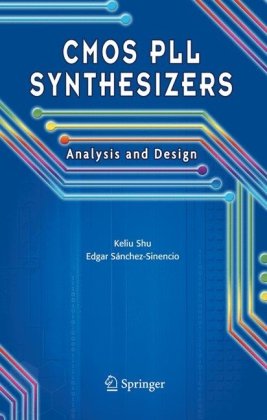 CMOS PLL
SYNTHESIZERS
Analysis and Design
Keliu Shu
Edgar Sánchez-Sinencio
Springer